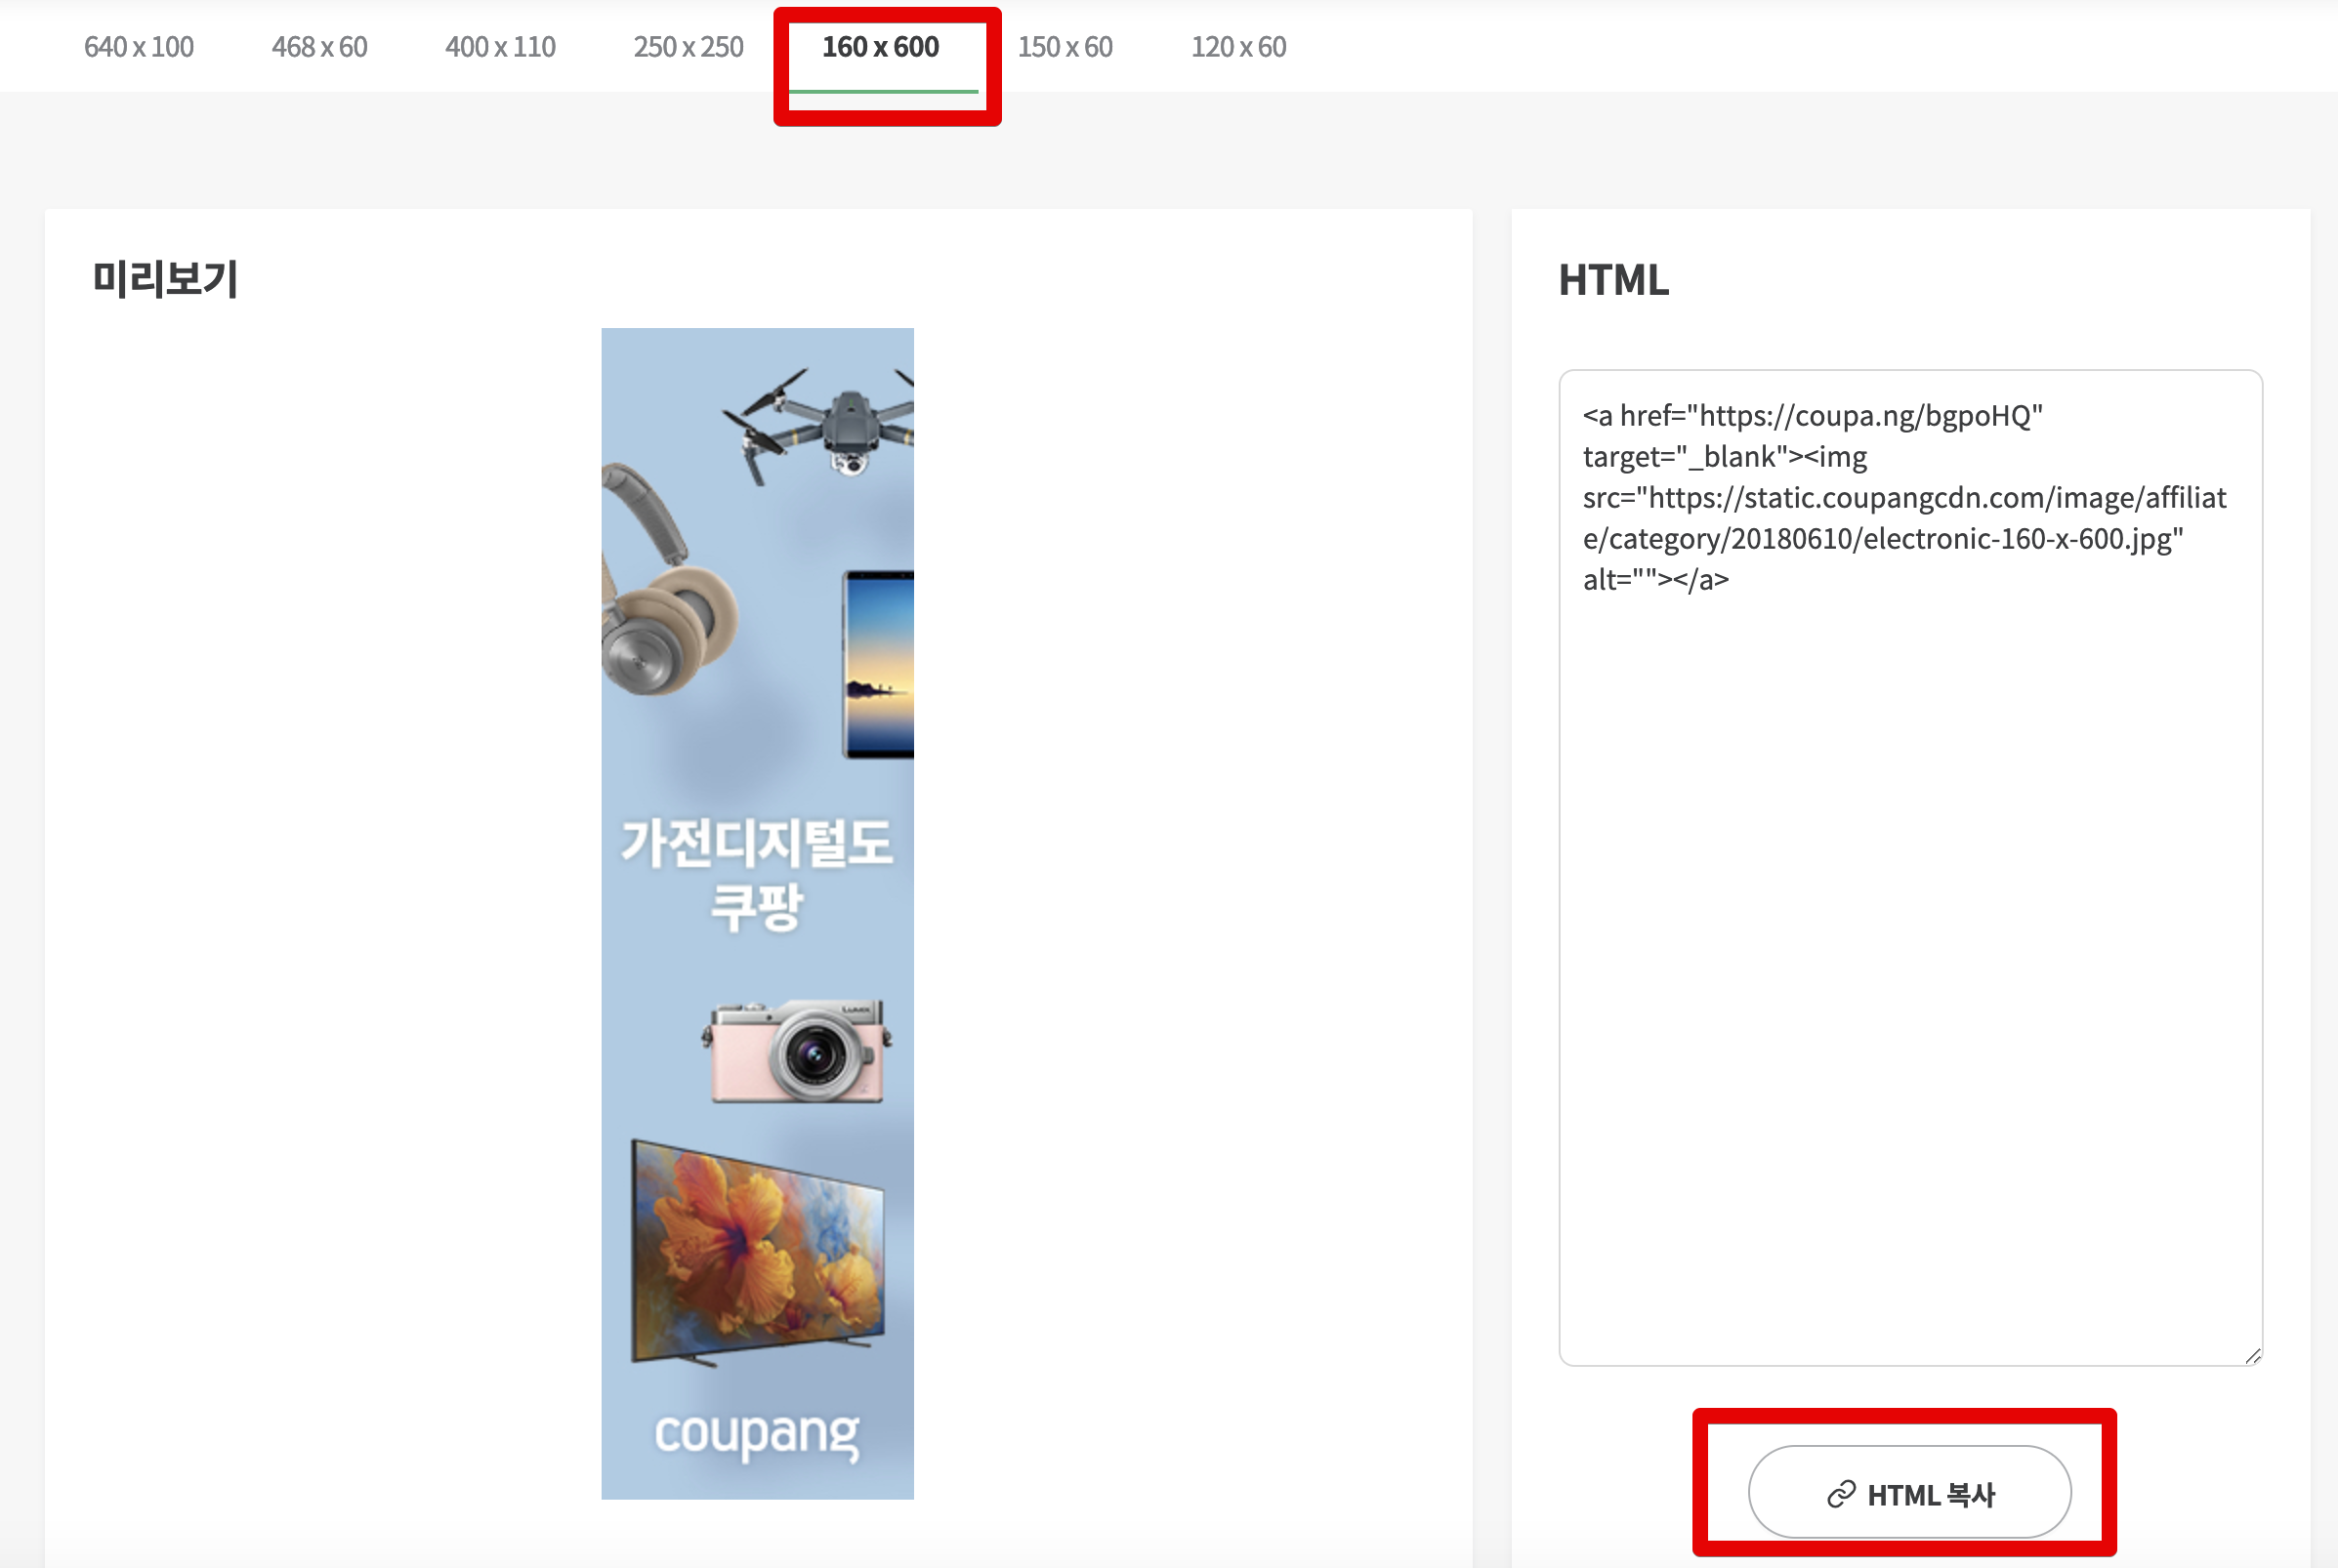 640 x 100
468 x 60
400 x 110
250 x 250
160 x 600
150 x 60
120 x 60
미리보기
가전디지털도
쿠팡
LUMIX
coupang
HTML
<a href="https://coupa.ng/bgpoHQ"
target="_blank"><img
src="https://static.coupangcdn.com/image/affiliat
e/category/20180610/electronic-160-x-600.jpg"
alt=""></a>
HTML 복사